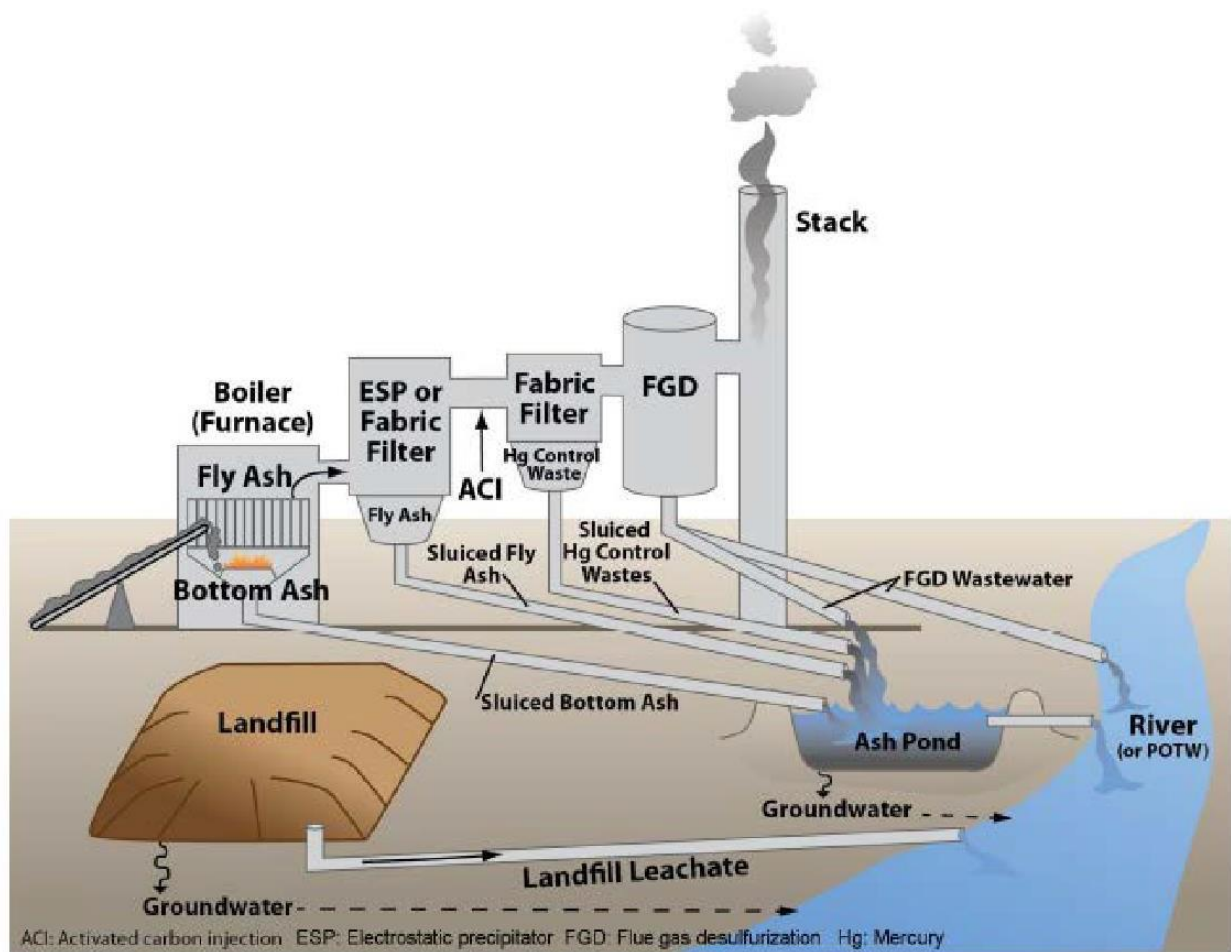 Stack
Boiler
(Furnace)
Fly Ash
Bottom Ash
ESP or
Fabric
Filter
Fly Ash
ACI
Fabric
Filter
Hg Control
Waste
FGD
Sluiced Fly
Ash
Sluiced
Hg Control
Wastes
FGD Wastewater
Sluiced Bottom Ash
Landfill
Ash Pond
River
(or POTW)
Groundwater
Landfill Leachate
Groundwater
ACI: Activated carbon injection ESP: Electrostatic precipitator FGD: Flue gas desulfurization Hg: Mercury